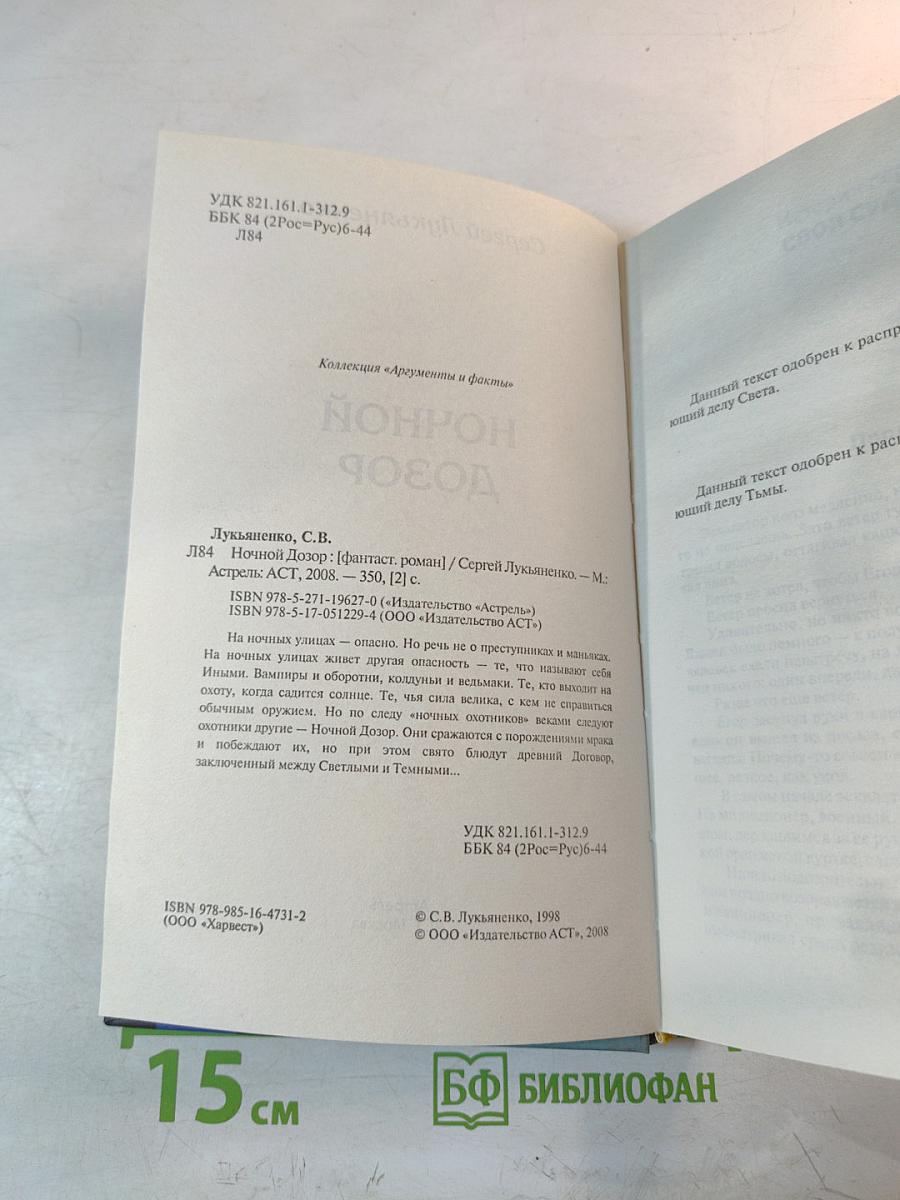 УДК 821.161.1-312.9
ББК 84 (2Рос=Рус)6-44
Л84
Коллекция «Аргументы и факты»
НОЧНОЙ
ДОЗОР
Лукьяненко, С.В.
Л84 Ночной Дозор : [фантаст. роман] / Сергей Лукьяненко. — М.:
Астрель: АСТ, 2008. — 350, [2] с.
ISBN 978-5-271-19627-0 («Издательство «Астрель»)
ISBN 978-5-17-051229-4 (ООО «Издательство АСТ»)
На ночных улицах — опасно. Но речь не о преступниках и маньяках.
На ночных улицах живет другая опасность — те, что называют себя
Иными. Вампиры и оборотни, колдуньи и ведьмаки. Те, кто выходит на
охоту, когда садится солнце. Те, чья сила велика, с кем не справиться
обычным оружием. Но по следу «ночных охотников» веками следуют
охотники другие — Ночной Дозор. Они сражаются с порождениями мрака
и побеждают их, но при этом свято блюдут древний Договор,
заключенный между Светлыми и Темными...
УДК 821.161.1-312.9
ББК 84 (2Рос=Рус)6-44
ISBN 978-985-16-4731-2
(ООО «Харвест»)
© С.В. Лукьяненко, 1998
© ООО «Издательство АСТ», 2008
Данный текст одобрен к распр
ющий делу Света.
Данный текст одобрен к расп
ющий делу Тьмы.
15 см
БФ БИБЛИОФАН